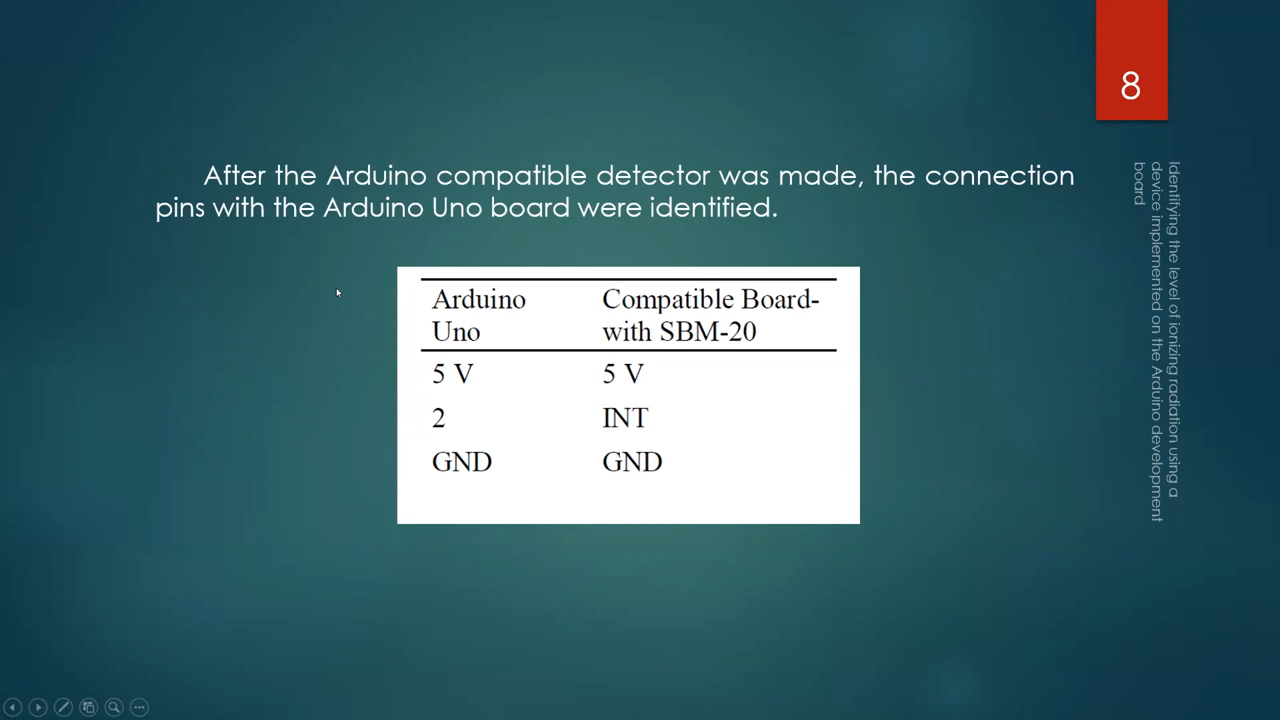 8
After the Arduino compatible detector was made, the connection
pins with the Arduino Uno board were identified.
Arduino Uno
Compatible Board-with SBM-20
5 V 5 V
2 INT
GND GND
Identifying the level of ionizing radiation using a
device implemented on the Arduino development
board